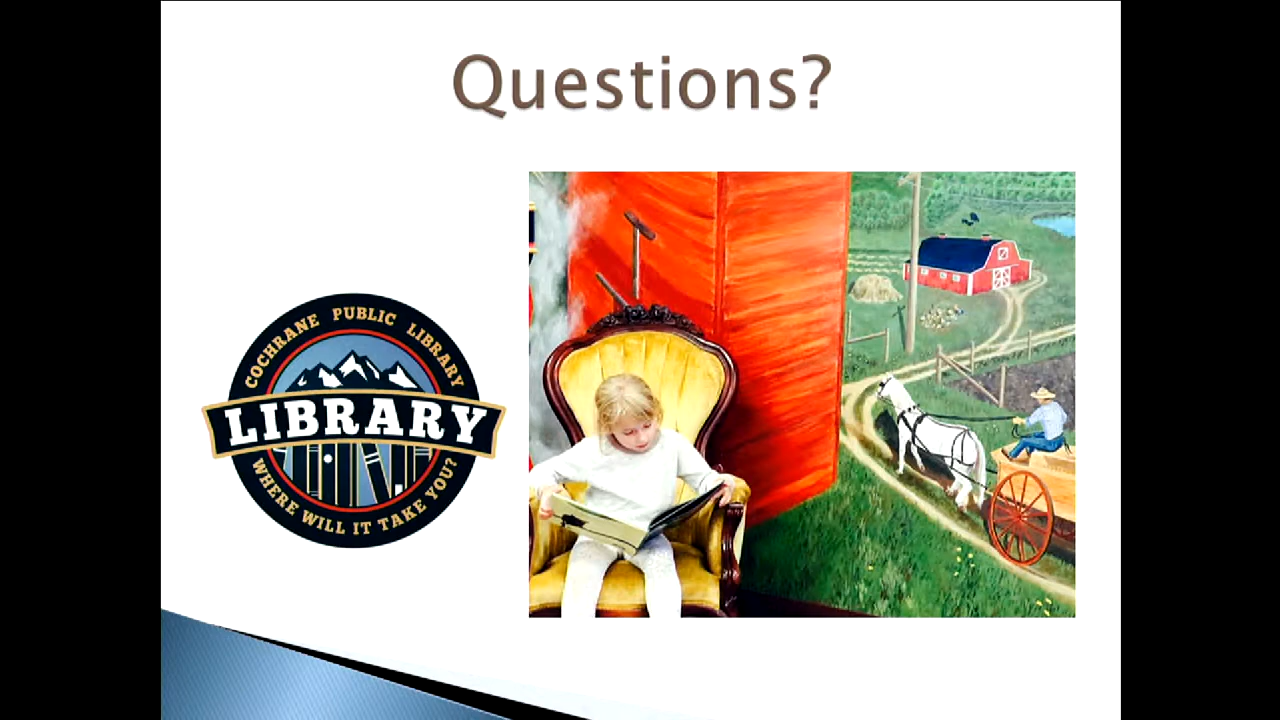 Questions?
COCHRANE PUBLIC LIBRARY
LIBRARY
WHERE WILL IT TAKE YOU?